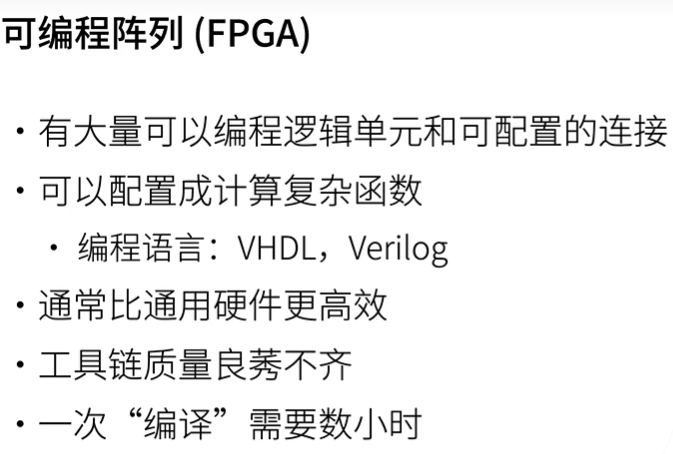 可编程阵列 (FPGA)
• 有大量可以编程逻辑单元和可配置的连接
• 可以配置成计算复杂函数
• 编程语言：VHDL，Verilog
• 通常比通用硬件更高效
• 工具链质量良莠不齐
• 一次“编译”需要数小时